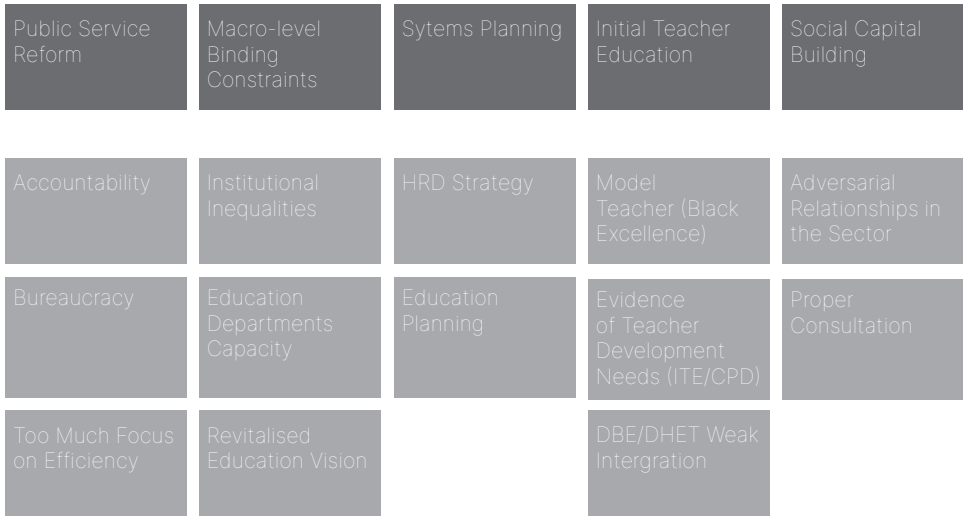 Public Service
Reform
Macro-level
Binding
Constraints
Sytems Planning
Initial Teacher
Education
Social Capital
Building
Accountability
Institutional
Inequalities
HRD Strategy
Model
Teacher (Black
Excellence)
Adversarial
Relationships in
the Sector
Bureaucracy
Education
Departments
Capacity
Education
Planning
Evidence
of Teacher
Development
Needs (ITE/CPD)
Proper
Consultation
Too Much Focus
on Efficiency
Revitalised
Education Vision
DBE/DHET Weak
Intergration